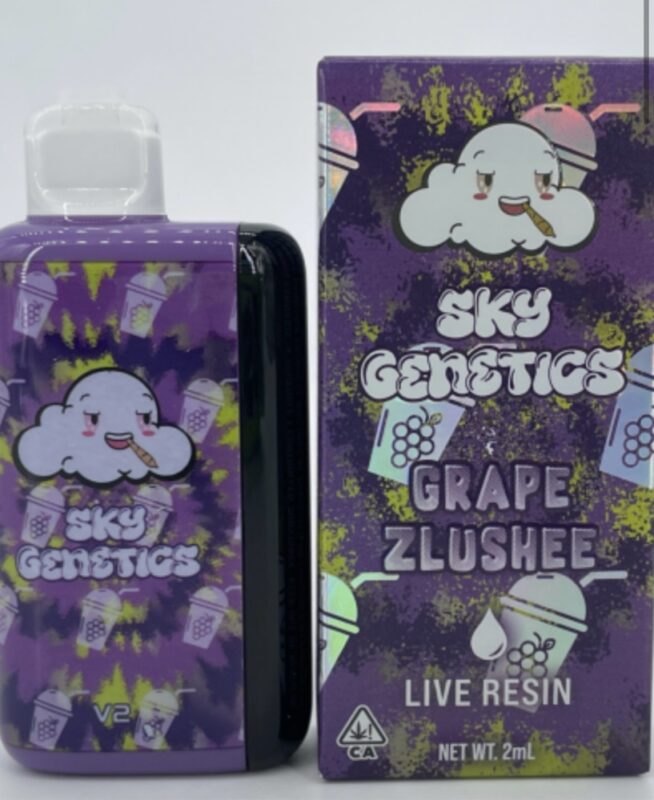 SKY
GENETICS
V2
SKY
GENETICS
GRAPE
ZLUSHEE
LIVE RESIN
CA
NET WT. 2mL